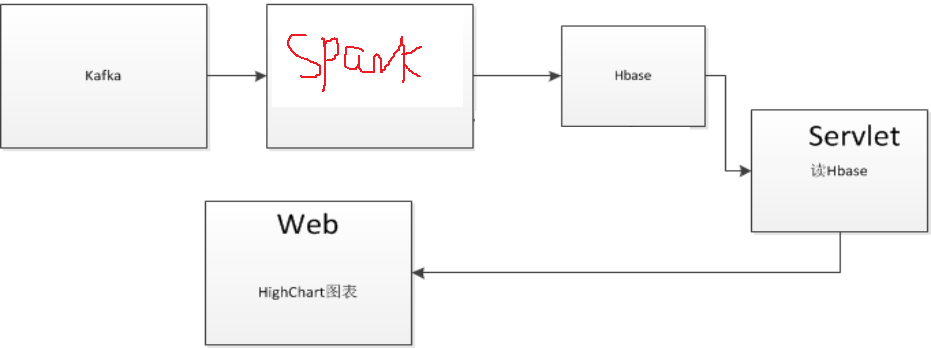 Kafka
Spark
Hbase
Servlet
读Hbase
Web
HighChart图表